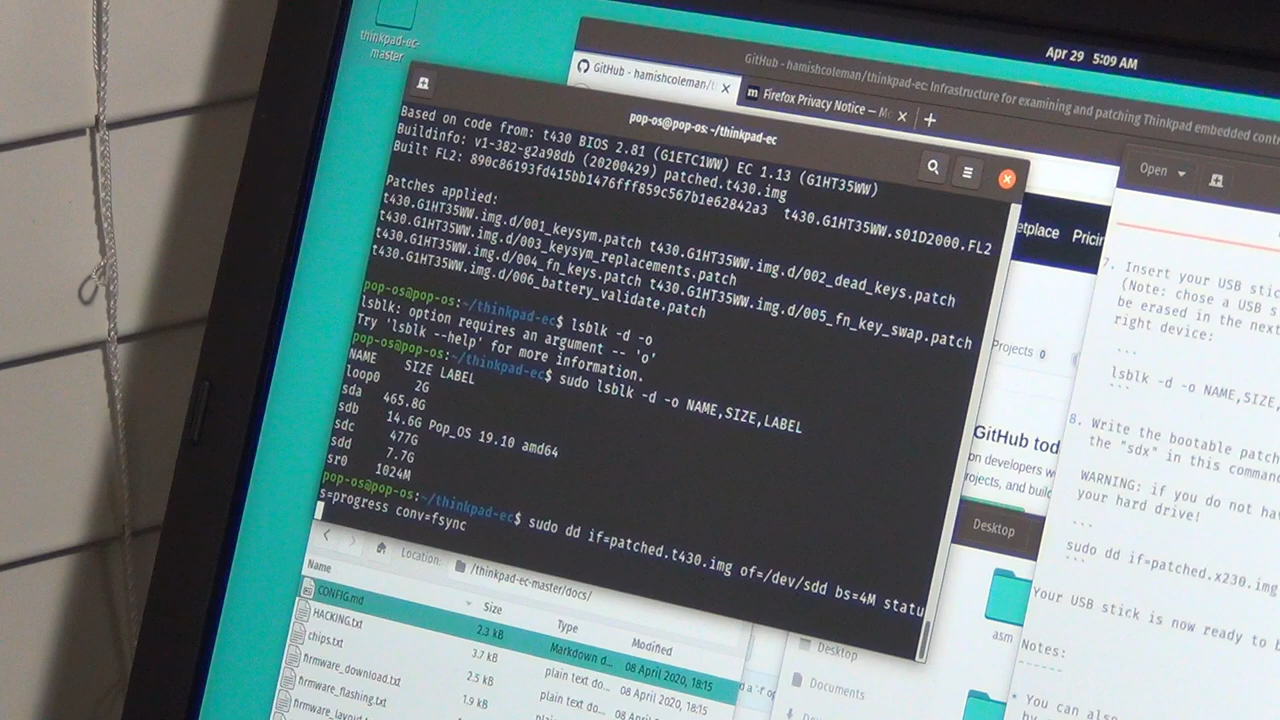 thinkpad-ec-
master
Apr 29 5:09 AM
GitHub - hamishcoleman/thinkpad-ec: Infrastructure for examining and patching Thinkpad embedded contr
GitHub - hamishcoleman/t
Firefox Privacy Notice — Mo
pop-os@pop-os: ~/thinkpad-ec
Based on code from: t430 BIOS 2.81 (G1ETC1WW) EC 1.13 (G1HT35WW)
Buildinfo: v1-382-g2a98db (20200429) patched.t430.img
Built FL2: 890c86193fd415bb1476fff859c567b1e62842a3 t430.G1HT35WW.s01D2000.FL2
Patches applied:
t430.G1HT35WW.img.d/001_keysym.patch t430.G1HT35WW.img.d/002_dead_keys.patch
t430.G1HT35WW.img.d/003_keysym_replacements.patch
t430.G1HT35WW.img.d/004_fn_keys.patch t430.G1HT35WW.img.d/005_fn_key_swap.patch
t430.G1HT35WW.img.d/006_battery_validate.patch
pop-os@pop-os:~/thinkpad-ec$ lsblk -d -o
lsblk: option requires an argument -- 'o'
Try 'lsblk --help' for more information.
pop-os@pop-os:~/thinkpad-ec$ sudo lsblk -d -o NAME,SIZE,LABEL
NAME SIZE LABEL
loop0 2G
sda 465.8G
sdb 14.6G Pop_OS 19.10 amd64
sdc 477G
sdd 7.7G
sr0 1024M
pop-os@pop-os:~/thinkpad-ec$ sudo dd if=patched.t430.img of=/dev/sdd bs=4M statu
s=progress conv=fsync
Location: /thinkpad-ec-master/docs/
Name Size Type Modified
CONFIG.md 2.3 kB Markdown d... 08 April 2020, 18:15
HACKING.txt 3.7 kB plain text do... 08 April 2020, 18:15
chips.txt 2.5 kB plain text do...
firmware_download.txt 1.9 kB
firmware_flashing.txt
firmware_layou
etplace Pricin
Projects 0
GitHub tod
on developers w
rojects, and build
Desktop
asm
Desktop
Documents
Open
7. Insert your USB stic
(Note: chose a USB s
be erased in the next
right device:
```
lsblk -d -o NAME,SIZE,
```
8. Write the bootable patch
the "sdx" in this comman
WARNING: if you do not hav
your hard drive!
```
sudo dd if=patched.x230.img
```
Your USB stick is now ready to b
Notes:
------
* You can also